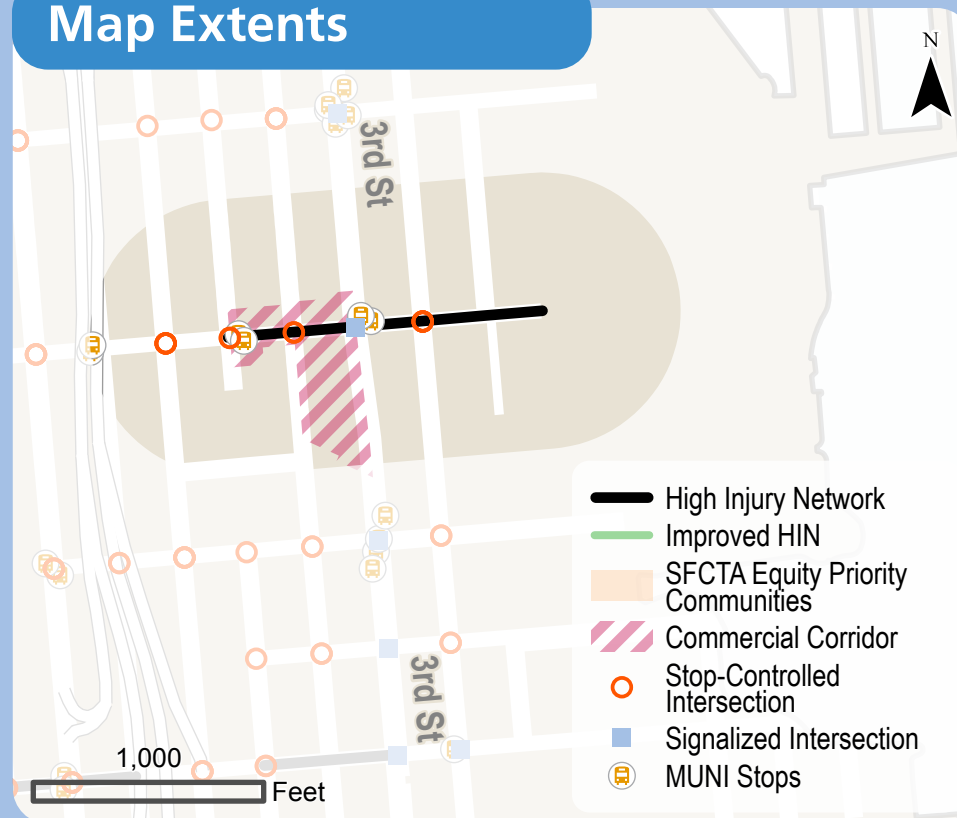 Map Extents
N
3rd St
High Injury Network
Improved HIN
SFCTA Equity Priority
Communities
Commercial Corridor
Stop-Controlled
Intersection
Signalized Intersection
MUNI Stops
3rd St
1,000
Feet